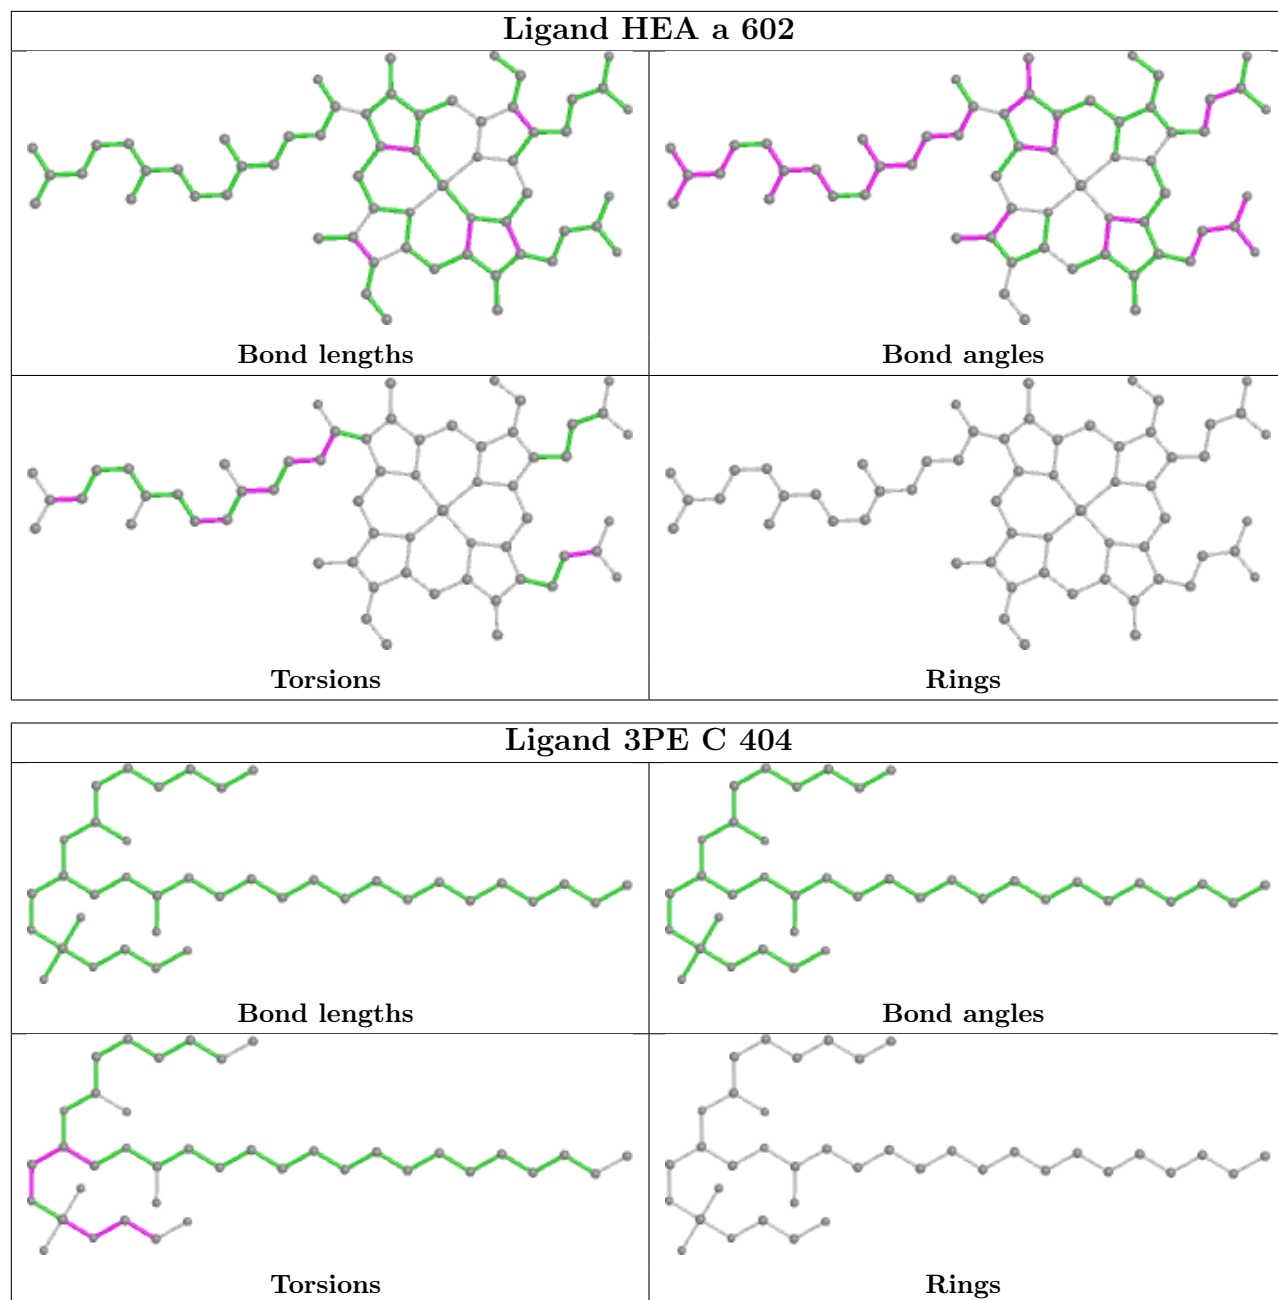 Ligand HEA a 602
Bond lengths
Bond angles
Torsions
Rings
Ligand 3PE C 404
Bond lengths
Bond angles
Torsions
Rings